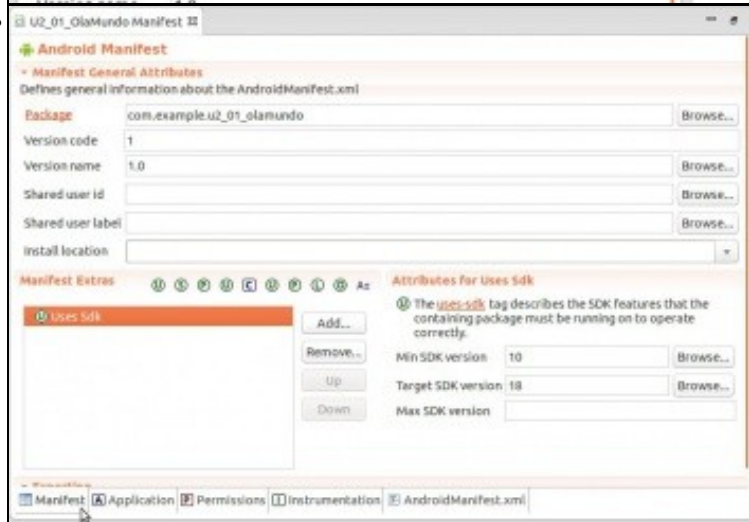 U2_01_OlaMundo Manifest
Android Manifest
Manifest General Attributes
Defines general information about the AndroidManifest.xml
Package com.example.u2_01_olamundo Browse...
Version code 1
Version name 1.0 Browse...
Shared user id Browse...
Shared user label Browse...
Install location
Manifest Extras U S P U C U P L Az
Attributes for Uses Sdk
U Uses Sdk
Add...
Remove...
Up
Down
U The uses-sdk tag describes the SDK features that the
containing package must be running on to operate
correctly.
Min SDK version 10 Browse...
Target SDK version 18 Browse...
Max SDK version
Manifest A Application P Permissions I Instrumentation AndroidManifest.xml